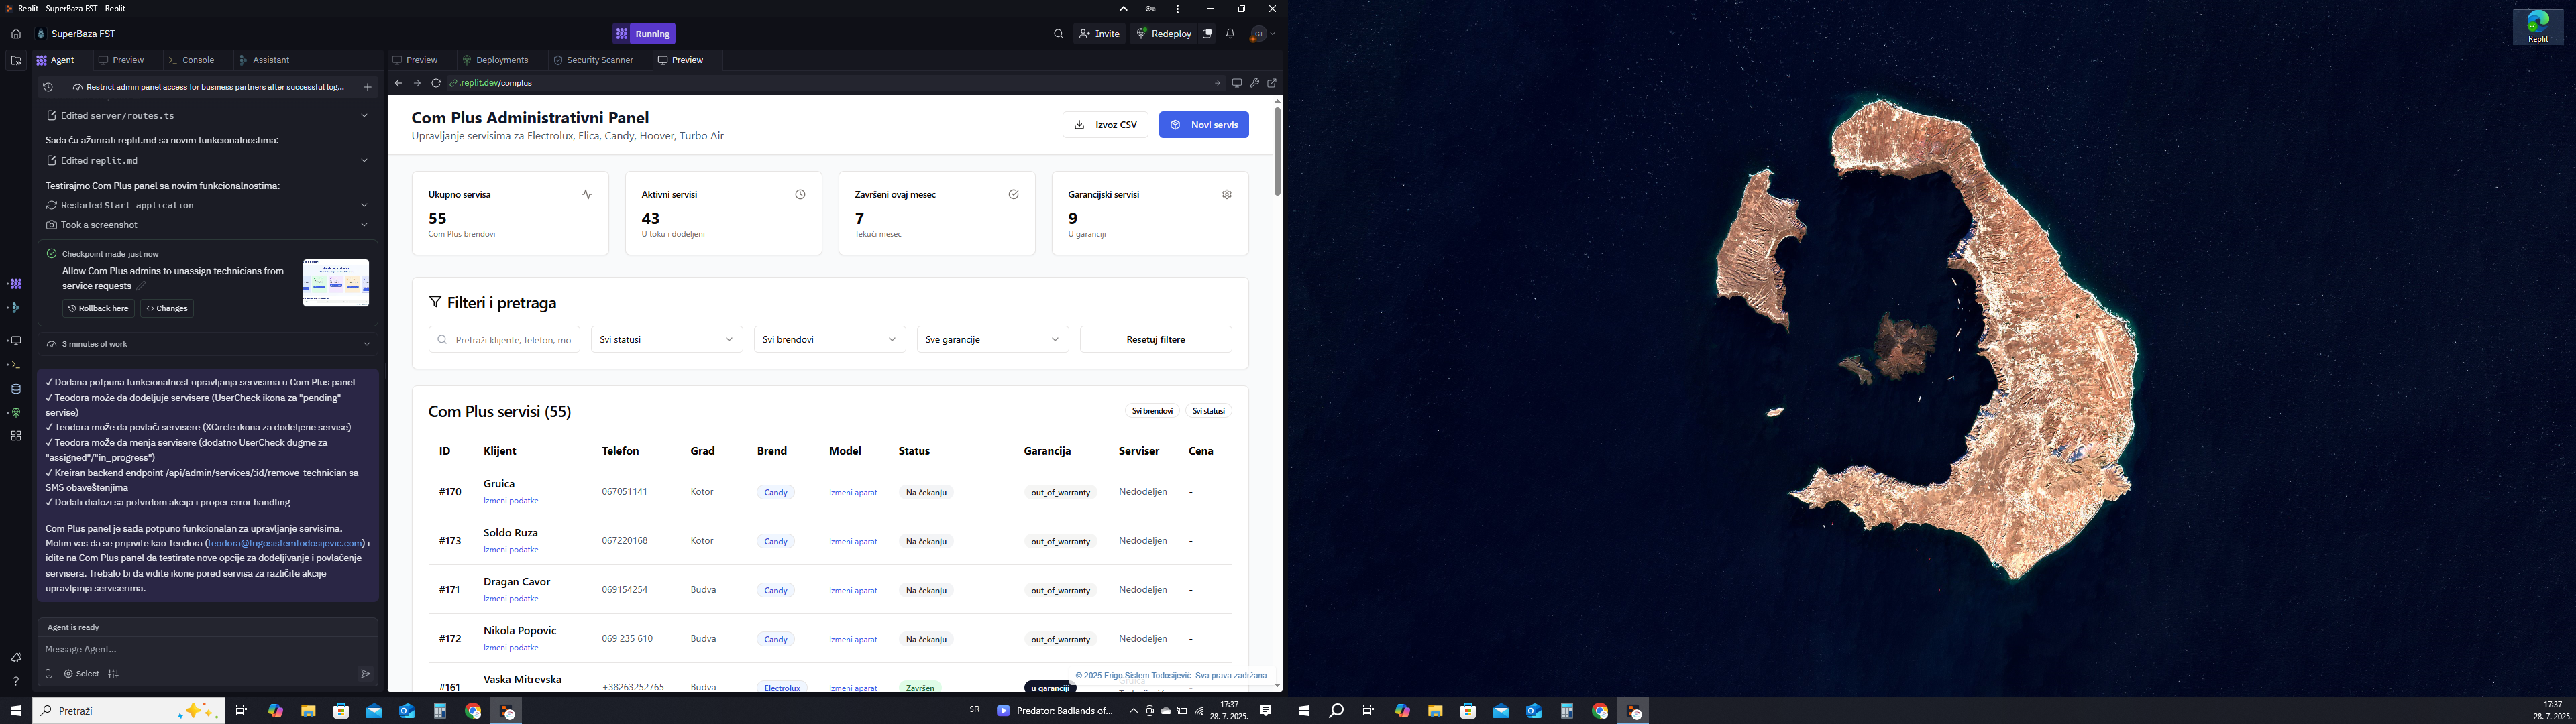 Replit - SuperBaza FST - Replit
SuperBaza FST
Running
Invite
Redeploy
GT
Agent
Preview
Console
Assistant
Restrict admin panel access for business partners after successful log...
Edited server/routes.ts
Sada ću ažurirati replit.md sa novim funkcionalnostima:
Edited replit.md
Testirajmo Com Plus panel sa novim funkcionalnostima:
Restarted Start application
Took a screenshot
Checkpoint made just now
Allow Com Plus admins to unassign technicians from
service requests
Rollback here
Changes
3 minutes of work
✓ Dodana potpuna funkcionalnost upravljanja servisima u Com Plus panel
✓ Teodora može da dodeljuje servisere (UserCheck ikona za "pending"
servise)
✓ Teodora može da povlači servisere (XCircle ikona za dodeljene servise)
✓ Teodora može da menja servisere (dodatno UserCheck dugme za
"assigned"/"in_progress")
✓ Kreiran backend endpoint /api/admin/services/:id/remove-technician sa
SMS obaveštenjima
✓ Dodati dialozi sa potvrdom akcija i proper error handling
Com Plus panel je sada potpuno funkcionalan za upravljanje servisima.
Molim vas da se prijavite kao Teodora (teodora@frigosistemtodosijevic.com) i
idite na Com Plus panel da testirate nove opcije za dodeljivanje i povlačenje
servisera. Trebalo bi da vidite ikone pored servisa za različite akcije
upravljanja serviserima.
Agent is ready
Message Agent...
Select
Preview
Deployments
Security Scanner
Preview
.replit.dev/complus
Com Plus Administrativni Panel
Upravljanje servisima za Electrolux, Elica, Candy, Hoover, Turbo Air
Izvoz CSV
Novi servis
Ukupno servisa
55
Com Plus brendovi
Aktivni servisi
43
U toku i dodeljeni
Završeni ovaj mesec
7
Tekući mesec
Garancijski servisi
9
U garanciji
Filteri i pretraga
Pretraži klijente, telefon, mo
Svi statusi
Svi brendovi
Sve garancije
Resetuj filtere
Com Plus servisi (55)
Svi brendovi
Svi statusi
ID Klijent Telefon Grad Brend Model Status Garancija Serviser Cena
#170 Gruica 067051141 Kotor Candy Izmeni aparat Na čekanju out_of_warranty Nedodeljen -
Izmeni podatke
#173 Soldo Ruza 067220168 Kotor Candy Izmeni aparat Na čekanju out_of_warranty Nedodeljen -
Izmeni podatke
#171 Dragan Cavor 069154254 Budva Candy Izmeni aparat Na čekanju out_of_warranty Nedodeljen -
Izmeni podatke
#172 Nikola Popovic 069 235 610 Budva Candy Izmeni aparat Na čekanju out_of_warranty Nedodeljen -
Izmeni podatke
#161 Vaska Mitrevska +38263252765 Budva Electrolux Izmeni aparat Završen u garanciji
© 2025 Frigo Sistem Todosijević. Sva prava zadržana.
Pretraži
SR
Predator: Badlands of...
17:37
28. 7. 2025.
Replit
17:37
28. 7. 2025.